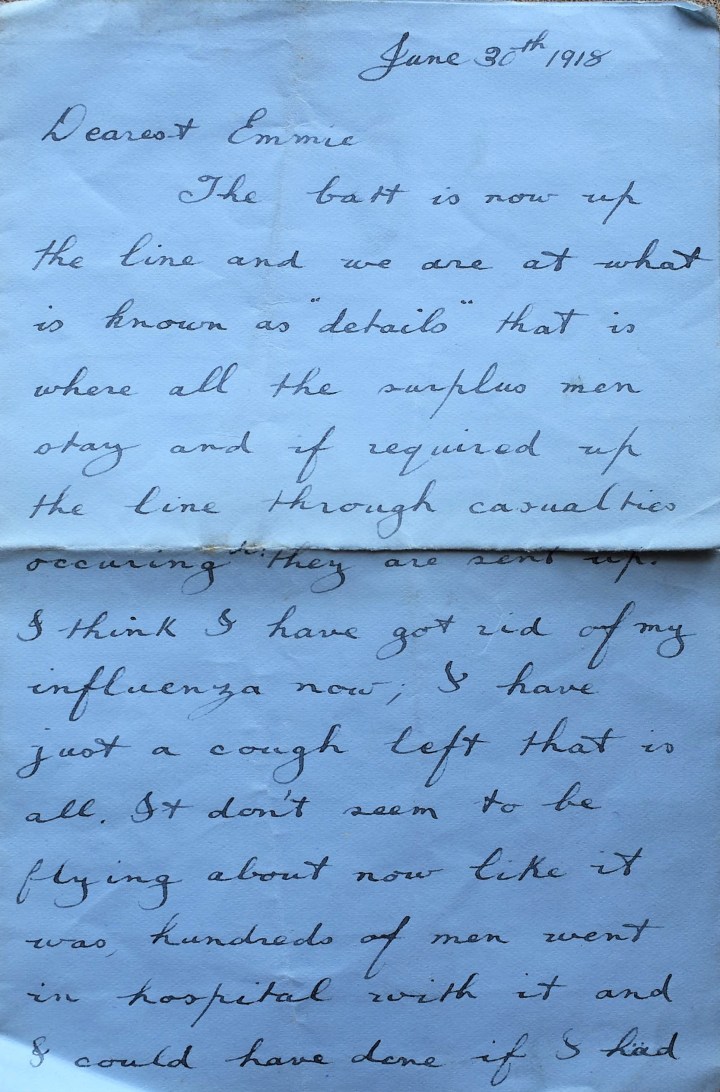 June 30th 1918
Dearest Emmie
The batt is now up
the line and we are at what
is known as "details" that is
where all the surplus men
stay and if required up
the line through casualties
occuring they are sent up.
I think I have got rid of my
influenza now; I have
just a cough left that is
all. It don't seem to be
flying about now like it
was, hundreds of men went
in hospital with it and
I could have done if I had